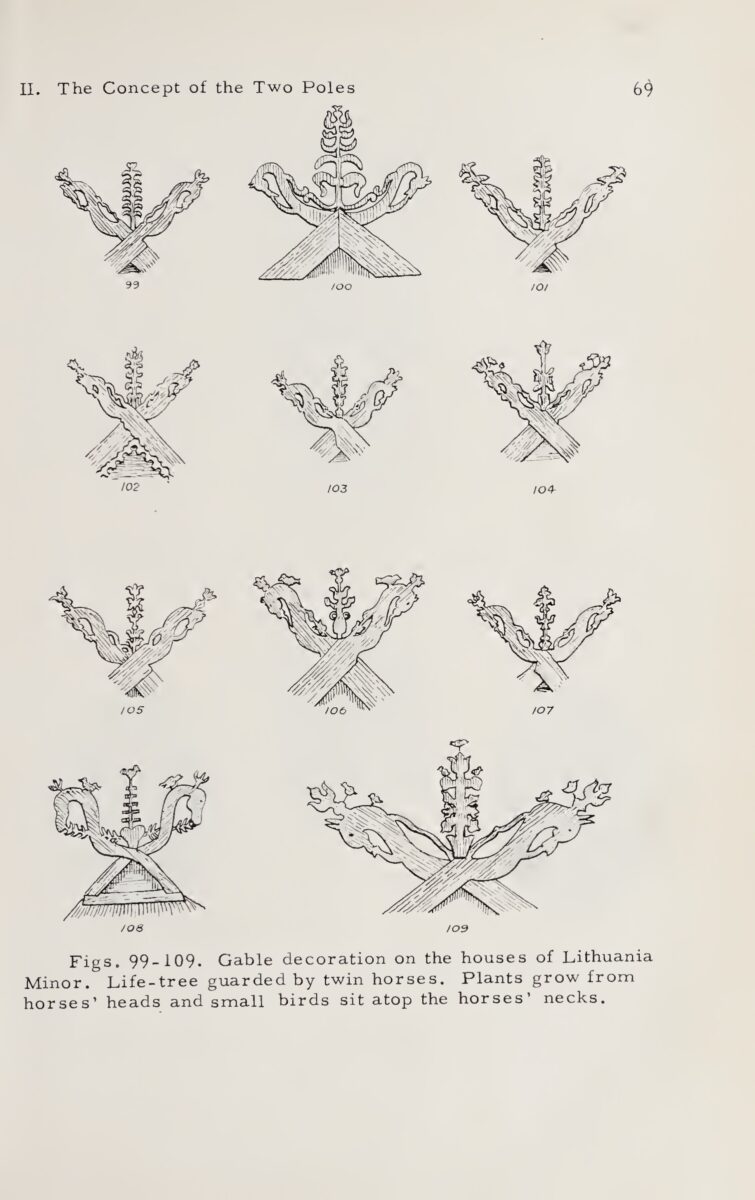 II. The Concept of the Two Poles 69
99 100 101
102 103 104
105 106 107
108 109
Figs. 99-109. Gable decoration on the houses of Lithuania
Minor. Life-tree guarded by twin horses. Plants grow from
horses' heads and small birds sit atop the horses' necks.